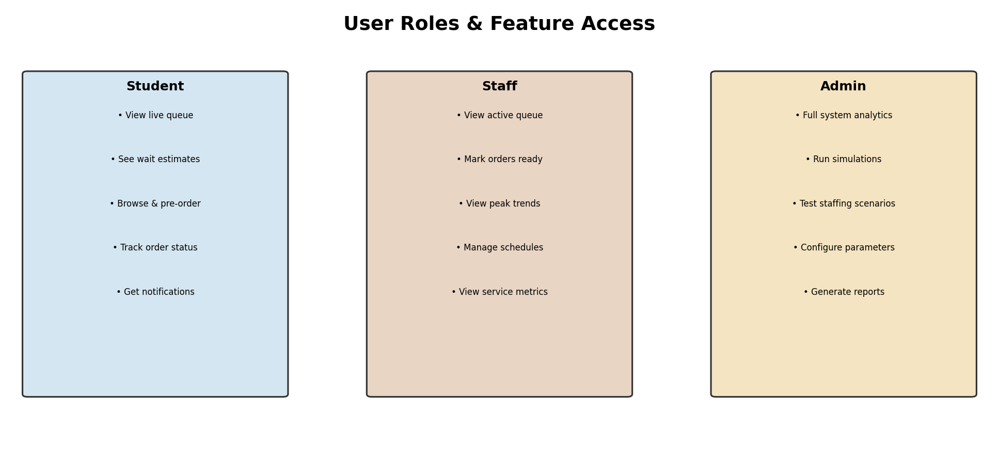 User Roles & Feature Access
Student
• View live queue
• See wait estimates
• Browse & pre-order
• Track order status
• Get notifications
Staff
• View active queue
• Mark orders ready
• View peak trends
• Manage schedules
• View service metrics
Admin
• Full system analytics
• Run simulations
• Test staffing scenarios
• Configure parameters
• Generate reports